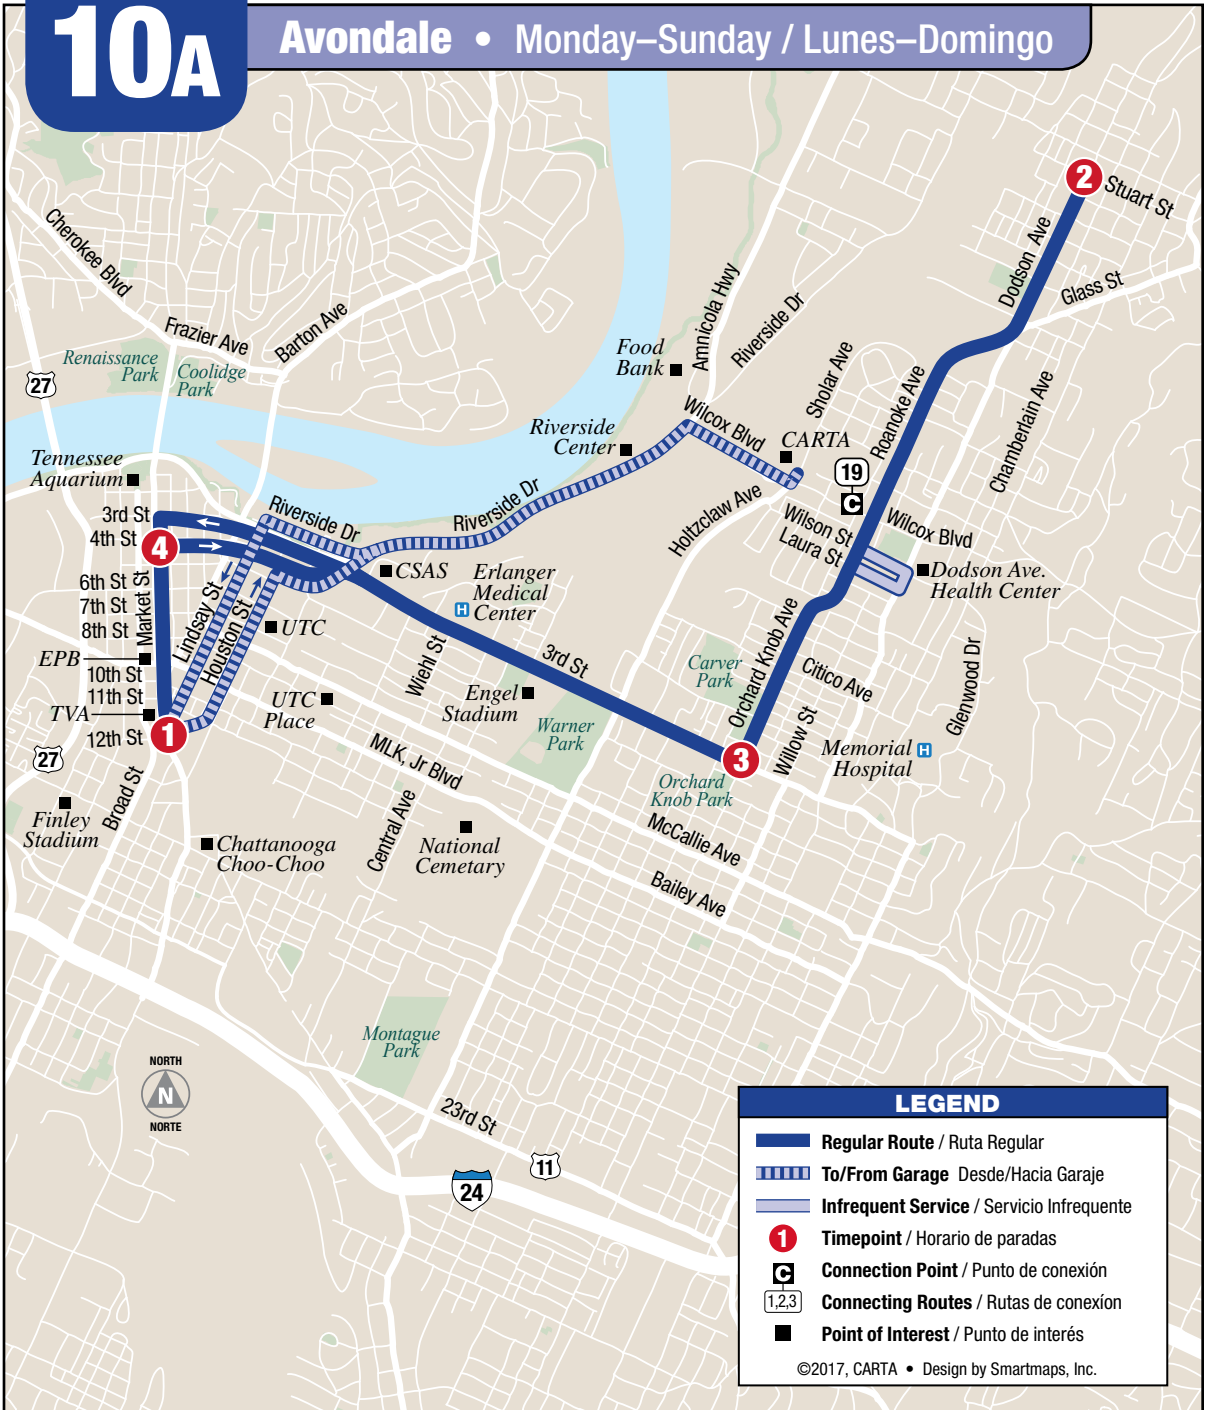 10A
Avondale • Monday–Sunday / Lunes–Domingo
2
Stuart St
Dodson Ave
Glass St
Cherokee Blvd
Frazier Ave
Barton Ave
Renaissance
Park
Coolidge
Park
27
Amnicola Hwy
Riverside Dr
Food
Bank
Sholar Ave
Roanoke Ave
Chamberlain Ave
Wilcox Blvd
Riverside
Center
CARTA
19
C
Tennessee
Aquarium
Riverside Dr
Riverside Dr
Holtzclaw Ave
Wilson St
Laura St
Wilcox Blvd
3rd St
4th St
4
CSAS
Erlanger
Medical
Center
H
Dodson Ave.
Health Center
6th St
7th St
8th St
Market St
Lindsay St
Houston St
UTC
EPB
10th St
11th St
TVA
12th St
1
UTC
Place
Wiehl St
3rd St
Engel
Stadium
Warner
Park
Carver
Park
Orchard Knob Ave
Citico Ave
Glenwood Dr
Willow St
3
Memorial
Hospital
H
Orchard
Knob Park
27
Broad St
MLK, Jr Blvd
Finley
Stadium
Chattanooga
Choo-Choo
Central Ave
National
Cemetary
McCallie Ave
Bailey Ave
Montague
Park
NORTH
N
NORTE
23rd St
11
24
LEGEND
Regular Route / Ruta Regular
To/From Garage Desde/Hacia Garaje
Infrequent Service / Servicio Infrequente
1 Timepoint / Horario de paradas
C Connection Point / Punto de conexión
1,2,3 Connecting Routes / Rutas de conexíon
Point of Interest / Punto de interés
©2017, CARTA • Design by Smartmaps, Inc.